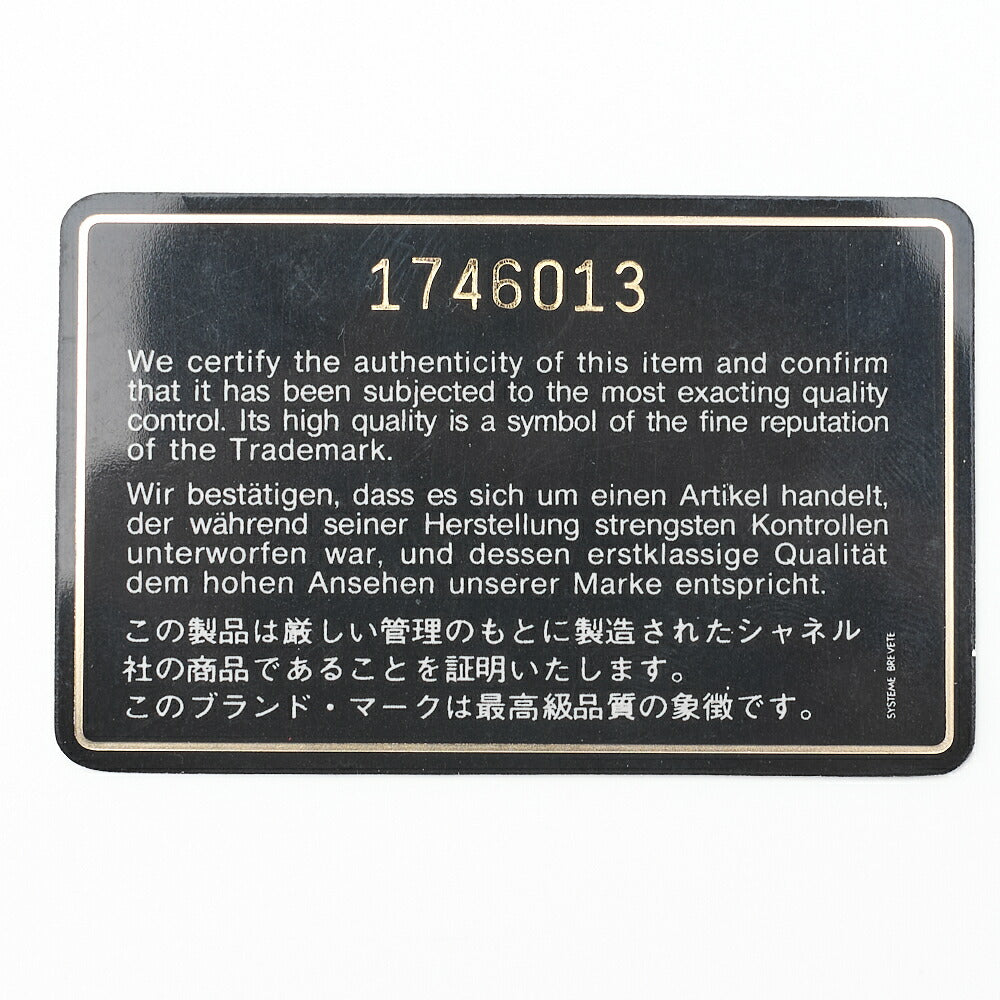 1746013
We certify the authenticity of this item and confirm
that it has been subjected to the most exacting quality
control. Its high quality is a symbol of the fine reputation
of the Trademark.
Wir bestätigen, dass es sich um einen Artikel handelt,
der während seiner Herstellung strengsten Kontrollen
unterworfen war, und dessen erstklassige Qualität
dem hohen Ansehen unserer Marke entspricht.
この製品は厳しい管理のもとに製造されたシャネル
社の商品であることを証明いたします。
このブランド・マークは最高級品質の象徴です。
SYSTEME BREVETE